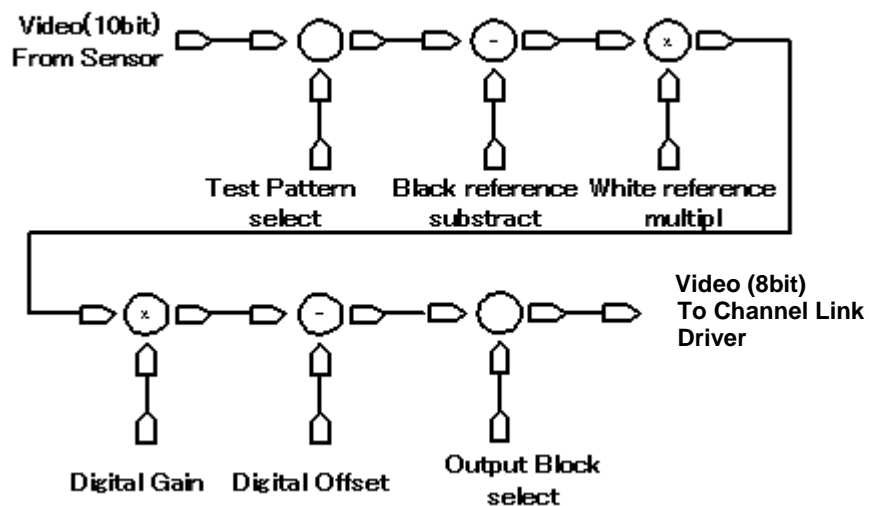 Video(10bit)
From Sensor
-
x
Test Pattern
select
Black reference
substract
White reference
multipl
x
-
Video (8bit)
To Channel Link
Driver
Digital Gain
Digital Offset
Output Block
select